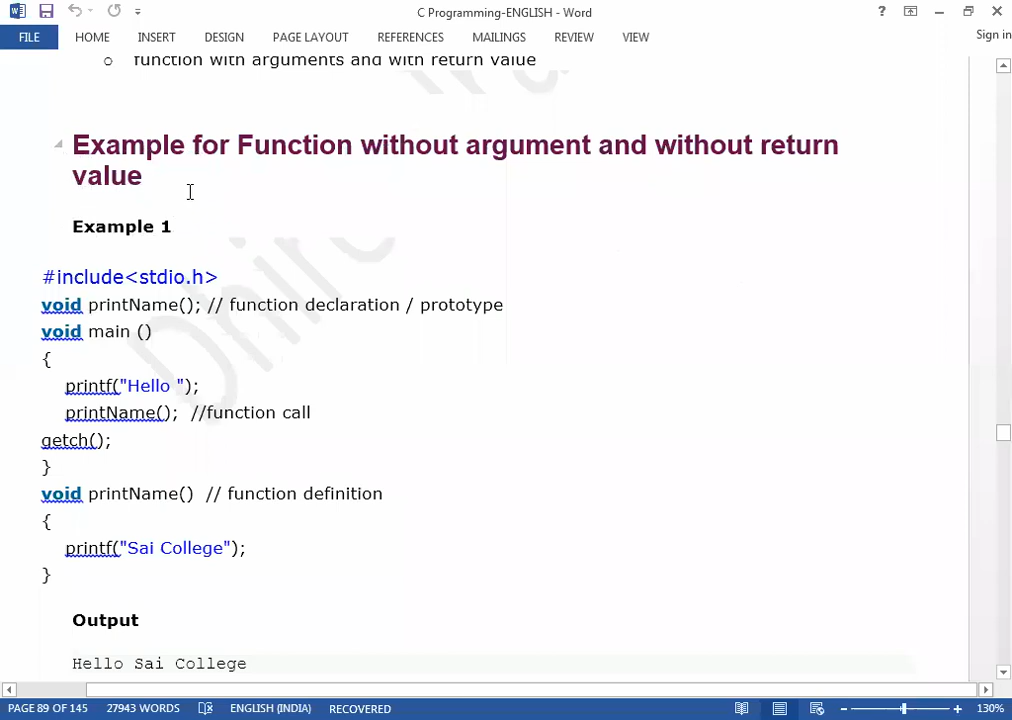 C Programming-ENGLISH - Word
?
FILE HOME INSERT DESIGN PAGE LAYOUT REFERENCES MAILINGS REVIEW VIEW Sign in
o function with arguments and with return value
Example for Function without argument and without return
value
Example 1
#include<stdio.h>
void printName(); // function declaration / prototype
void main ()
{
printf("Hello ");
printName(); //function call
getch();
}
void printName() // function definition
{
printf("Sai College");
}
Output
Hello Sai College
PAGE 89 OF 145 27943 WORDS ENGLISH (INDIA) RECOVERED 130%